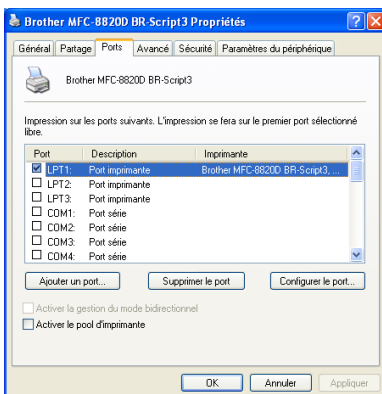 Brother MFC-8820D BR-Script3 Propriétés
Général Partage Ports Avancé Sécurité Paramètres du périphérique
Brother MFC-8820D BR-Script3
Impression sur les ports suivants. L'impression se fera sur le premier port sélectionné
libre.
Port Description Imprimante
LPT1: Port imprimante Brother MFC-8820D BR-Script3, ...
LPT2: Port imprimante
LPT3: Port imprimante
COM1: Port série
COM2: Port série
COM3: Port série
COM4: Port série
Ajouter un port... Supprimer le port Configurer le port...
Activer la gestion du mode bidirectionnel
Activer le pool d'imprimante
OK Annuler Appliquer